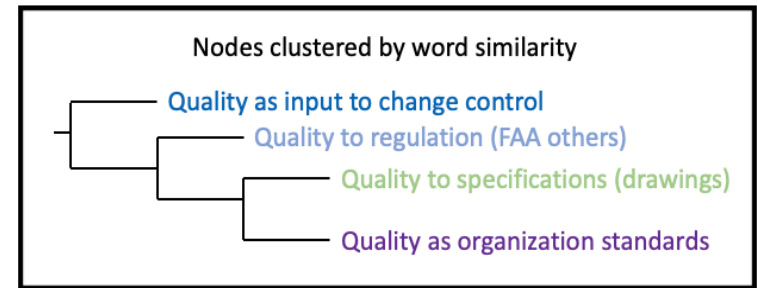 Nodes clustered by word similarity
Quality as input to change control
Quality to regulation (FAA others)
Quality to specifications (drawings)
Quality as organization standards